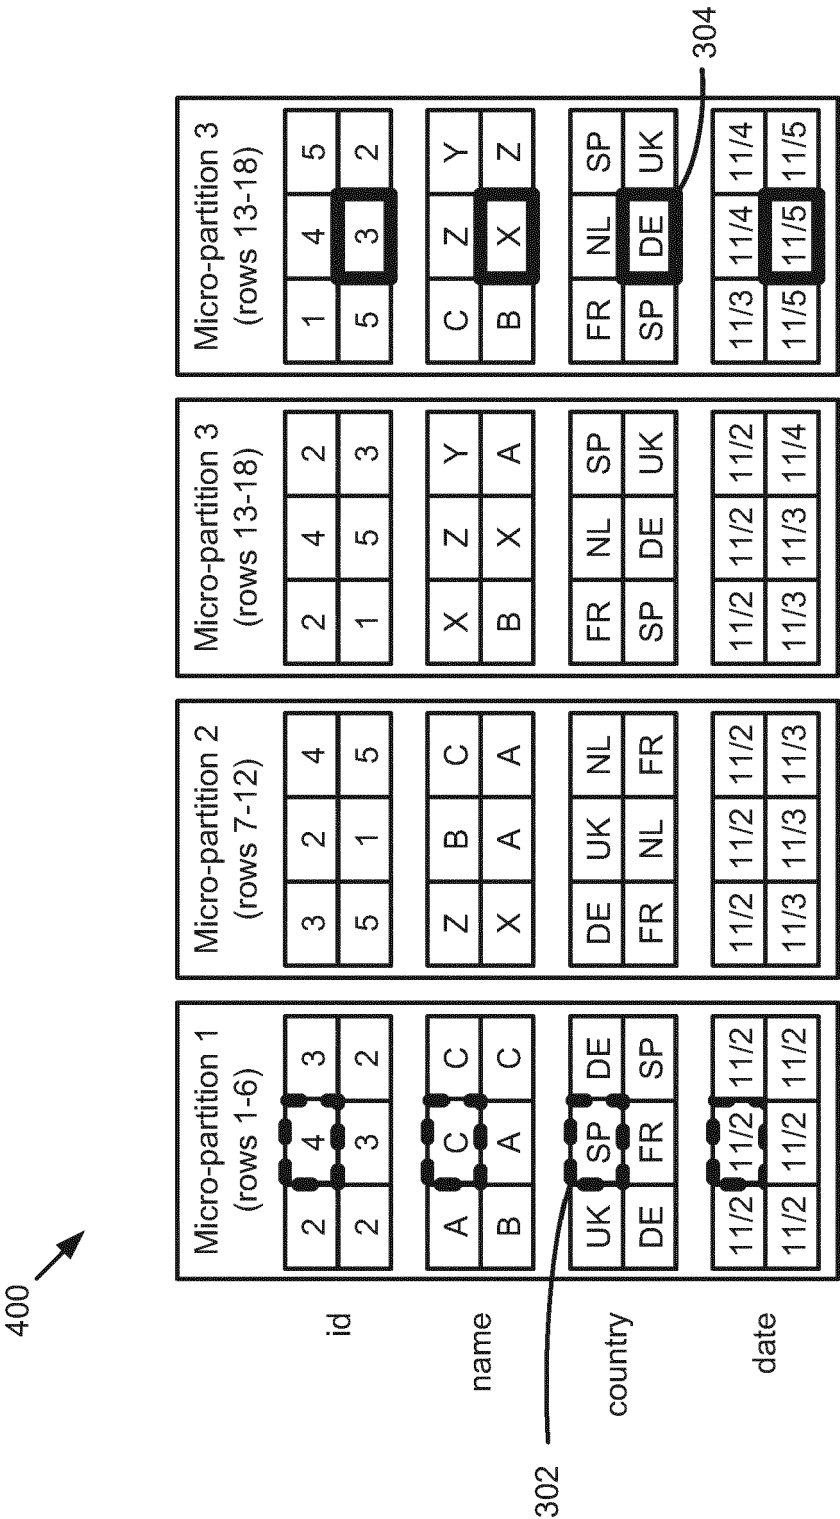 400
Micro-partition 1
(rows 1-6)
Micro-partition 2
(rows 7-12)
Micro-partition 3
(rows 13-18)
Micro-partition 3
(rows 13-18)
id
2 4 3
2 3 2
3 2 4
5 1 5
2 4 2
1 5 3
1 4 5
5 3 2
name
A C C
B A C
Z B C
X A A
X Z Y
B X A
C Z Y
B X Z
country
UK SP DE
DE FR SP
DE UK NL
FR NL FR
FR NL SP
SP DE UK
FR NL SP
SP DE UK
date
11/2 11/2 11/2
11/2 11/2 11/2
11/2 11/2 11/2
11/3 11/3 11/3
11/2 11/2 11/2
11/3 11/3 11/4
11/3 11/4 11/4
11/5 11/5 11/5
302
304